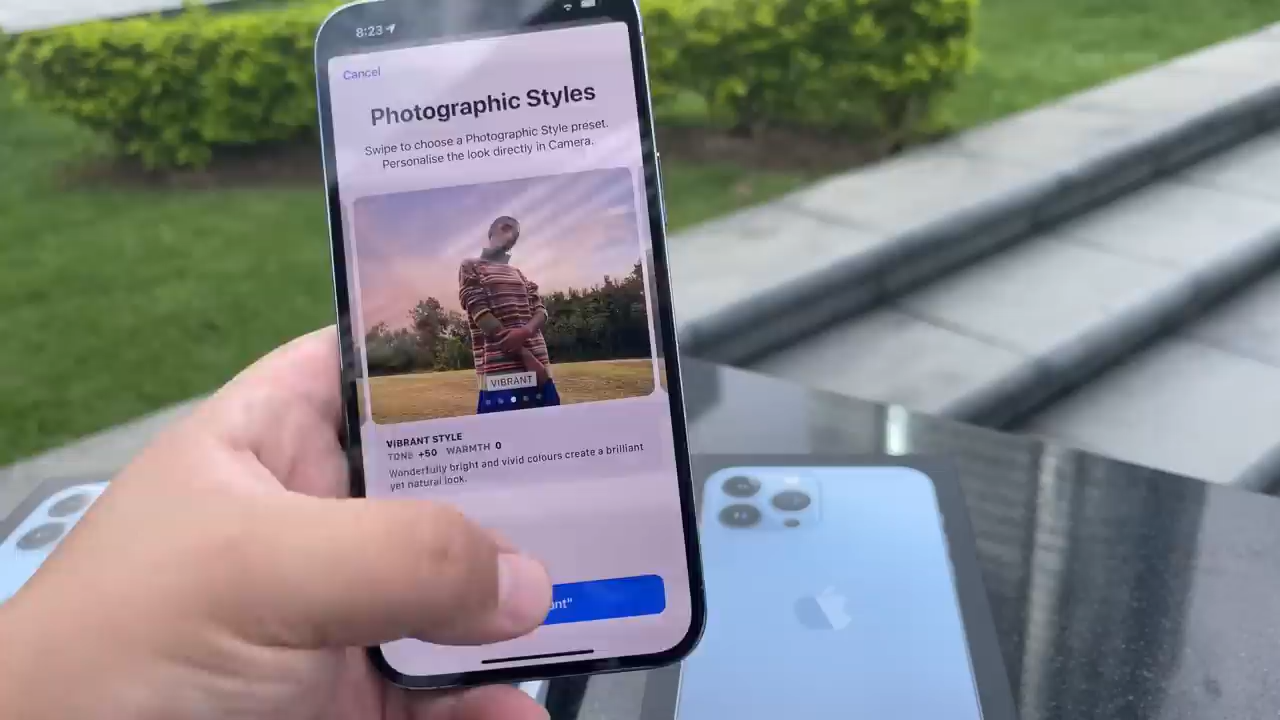 8:23
Cancel
Photographic Styles
Swipe to choose a Photographic Style preset.
Personalise the look directly in Camera.
VIBRANT
VIBRANT STYLE
TONE +50 WARMTH 0
Wonderfully bright and vivid colours create a brilliant
yet natural look.